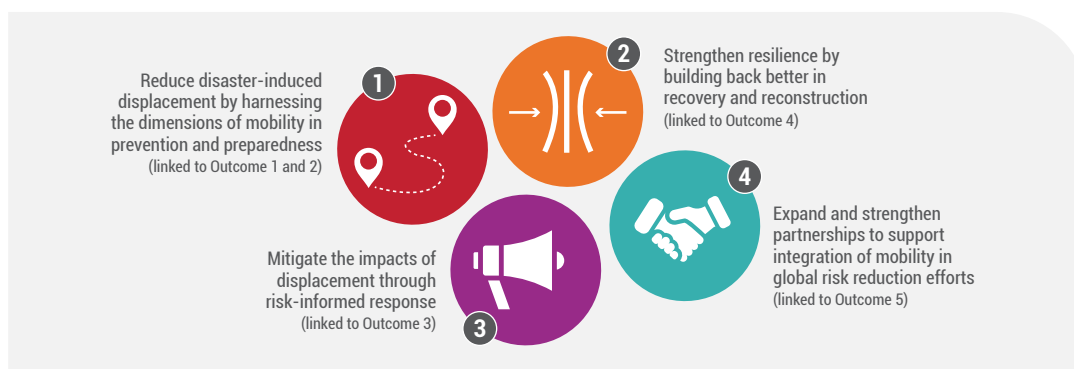 1
Reduce disaster-induced
displacement by harnessing
the dimensions of mobility in
prevention and preparedness
(linked to Outcome 1 and 2)
2
Strengthen resilience by
building back better in
recovery and reconstruction
(linked to Outcome 4)
3
Mitigate the impacts of
displacement through
risk-informed response
(linked to Outcome 3)
4
Expand and strengthen
partnerships to support
integration of mobility in
global risk reduction efforts
(linked to Outcome 5)